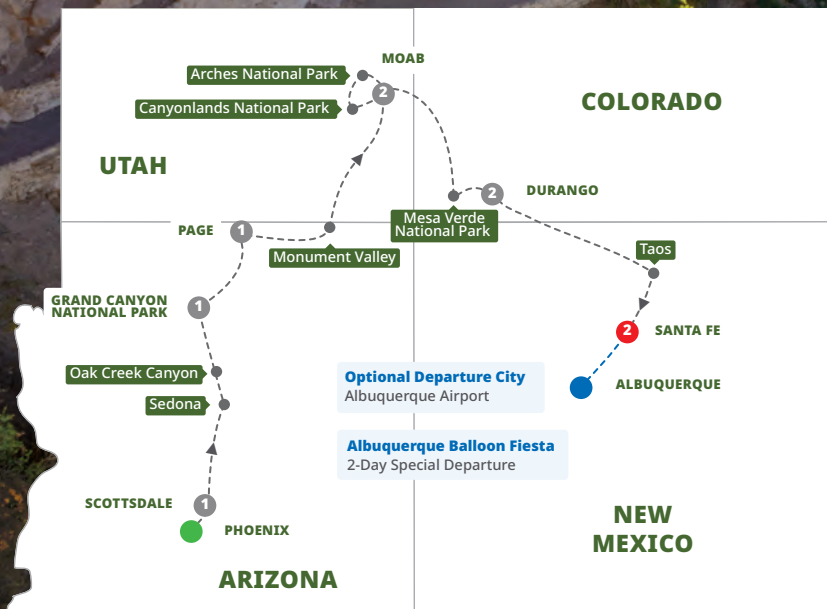 MOAB
Arches National Park
2
Canyonlands National Park
COLORADO
UTAH
2
DURANGO
Mesa Verde
National Park
PAGE
1
Taos
Monument Valley
GRAND CANYON
NATIONAL PARK
1
2
SANTA FE
Oak Creek Canyon
Optional Departure City
Albuquerque Airport
ALBUQUERQUE
Sedona
Albuquerque Balloon Fiesta
2-Day Special Departure
SCOTTSDALE
1
PHOENIX
NEW
MEXICO
ARIZONA